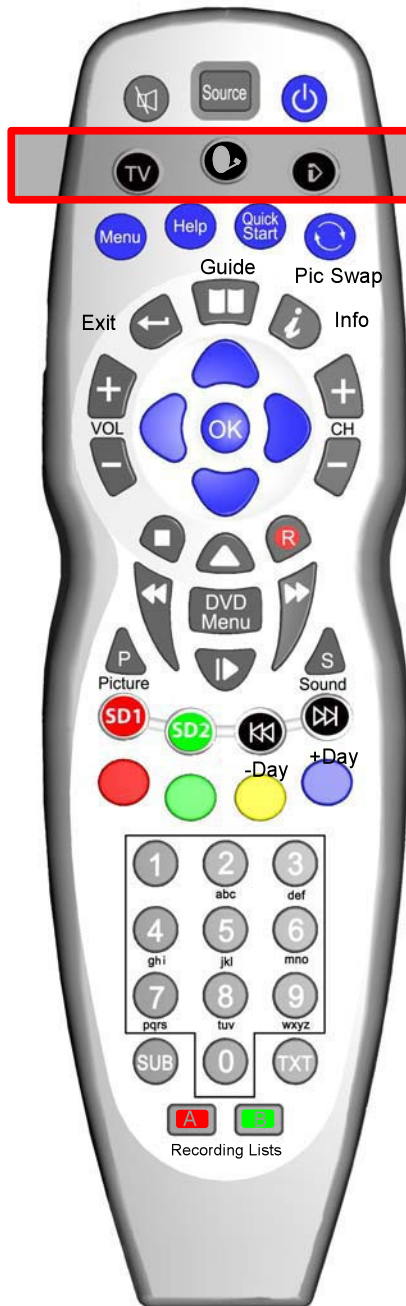 Source
TV
Menu
Help
Quick
Start
Guide
Pic Swap
Exit
i
Info
+
+
VOL
OK
CH
−
−
R
DVD
Menu
P
S
Picture
Sound
SD1
SD2
-Day
+Day
1
2
3
abc
def
4
5
6
ghi
jkl
mno
7
8
9
pqrs
tuv
wxyz
SUB
0
TXT
A
B
Recording Lists